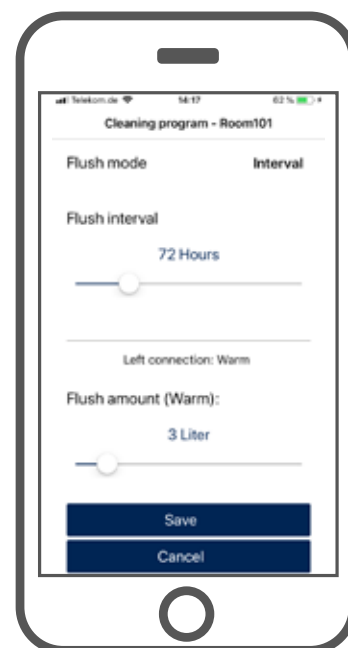 Telekom.de 14:17 62 %
Cleaning program - Room101
Flush mode Interval
Flush interval
72 Hours
Left connection: Warm
Flush amount (Warm):
3 Liter
Save
Cancel